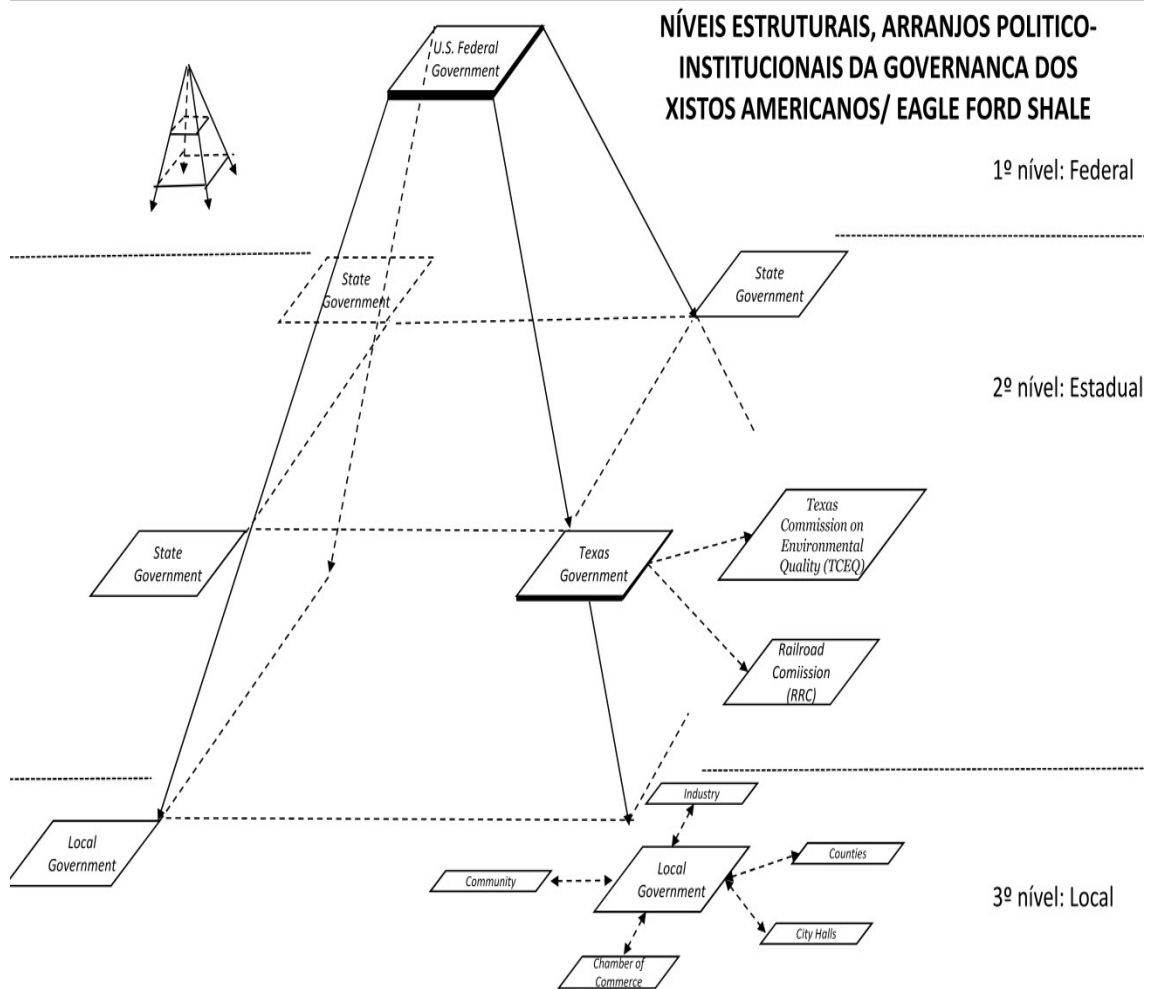 NÍVEIS ESTRUTURAIS, ARRANJOS POLITICO-
INSTITUCIONAIS DA GOVERNANCA DOS
XISTOS AMERICANOS/ EAGLE FORD SHALE
U.S. Federal
Government
1º nível: Federal
State
Government
State
Government
2º nível: Estadual
State
Government
Texas
Government
Texas
Commission on
Environmental
Quality (TCEQ)
Railroad
Comiission
(RRC)
Local
Government
Industry
Community
Local
Government
Counties
City Halls
Chamber of
Commerce
3º nível: Local